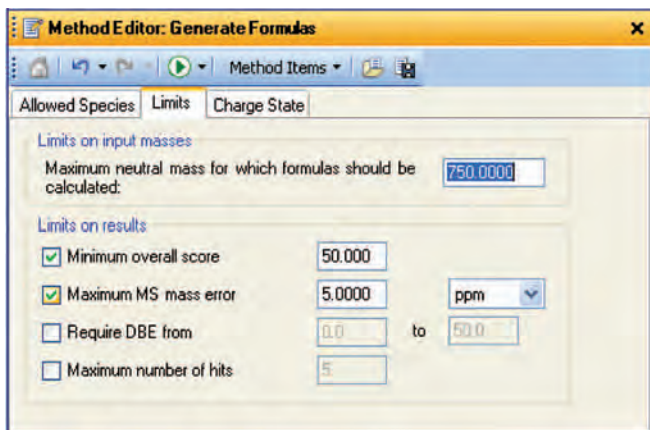 Method Editor: Generate Formulas
Method Items
Allowed Species Limits Charge State
Limits on input masses
Maximum neutral mass for which formulas should be
calculated:
750.0000
Limits on results
Minimum overall score 50.000
Maximum MS mass error 5.0000 ppm
Require DBE from 0.0 to 50.0
Maximum number of hits 5